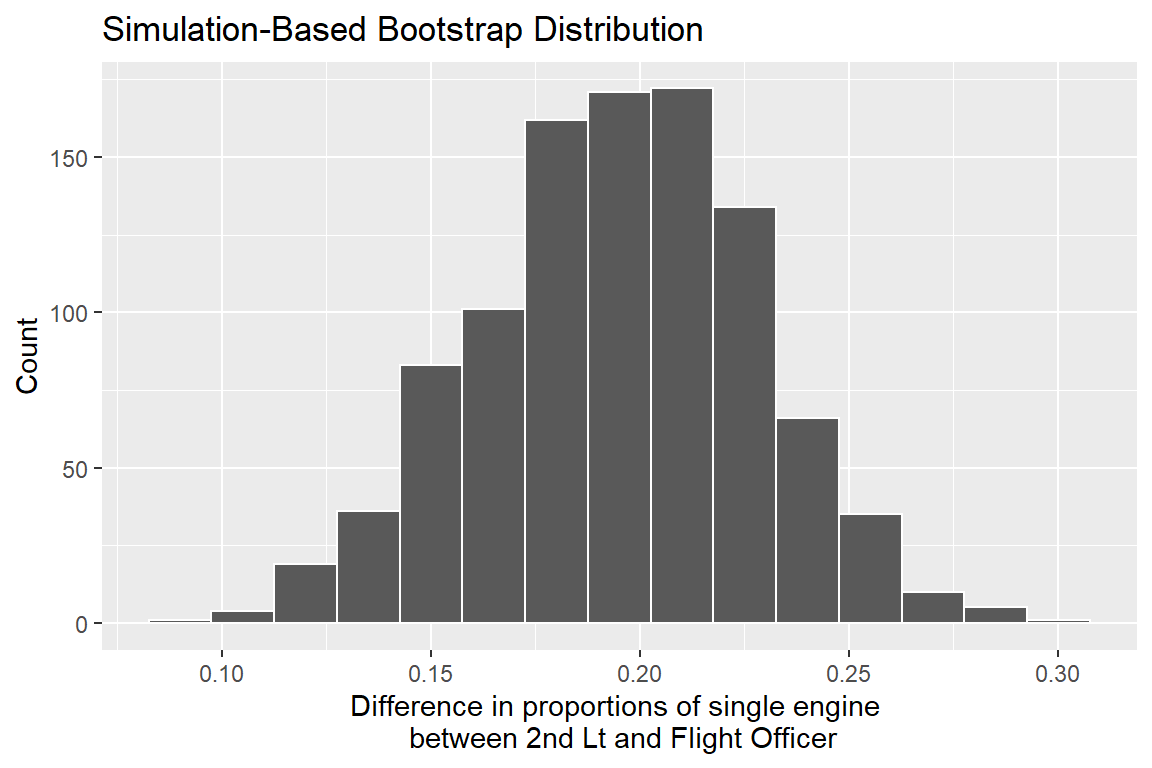 Simulation-Based Bootstrap Distribution
Count
150
100
50
0
0.10 0.15 0.20 0.25 0.30
Difference in proportions of single engine
between 2nd Lt and Flight Officer